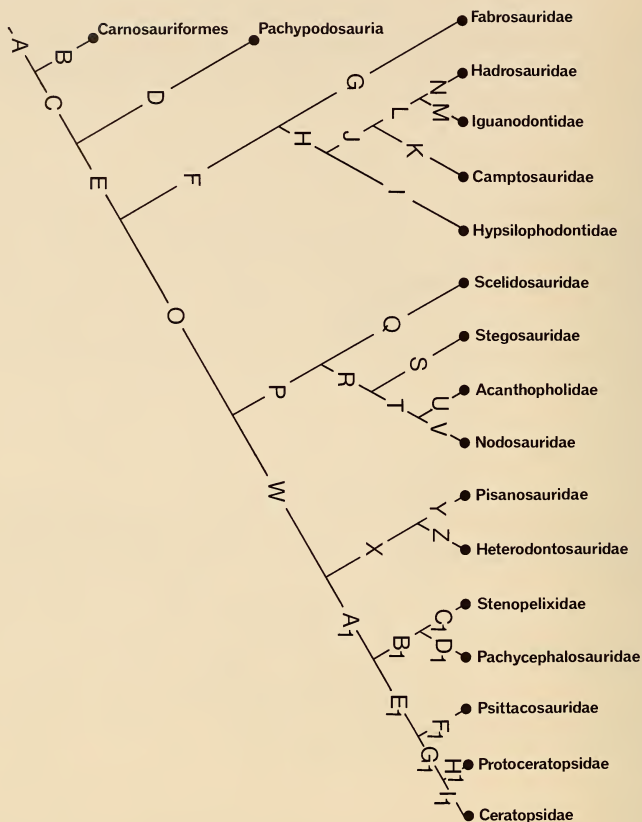 Fabrosauridae
A
B
Carnosauriformes
Pachypodosauria
Hadrosauridae
G
N
C
D
L
M
Iguanodontidae
H
J
K
Camptosauridae
E
F
I
Hypsilophodontidae
Scelidosauridae
O
Q
Stegosauridae
S
P
R
T
U
Acanthopholidae
V
Nodosauridae
W
Pisanosauridae
Y
X
Z
Heterodontosauridae
Stenopelixidae
A1
C1
B1
D1
Pachycephalosauridae
E1
Psittacosauridae
F1
G1
H1
Protoceratopsidae
I1
Ceratopsidae